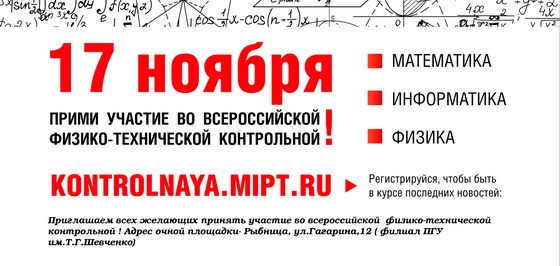 17 ноября
ПРИМИ УЧАСТИЕ ВО ВСЕРОССИЙСКОЙ
ФИЗИКО-ТЕХНИЧЕСКОЙ КОНТРОЛЬНОЙ!
МАТЕМАТИКА
ИНФОРМАТИКА
ФИЗИКА
KONTROLNAYA.MIPT.RU
Регистрируйся, чтобы быть
в курсе последних новостей:
Приглашаем всех желающих принять участие во всероссийской физико-технической
контрольной ! Адрес очной площадки- Рыбница, ул.Гагарина,12 ( филиал ПГУ
им.Т.Г.Шевченко)